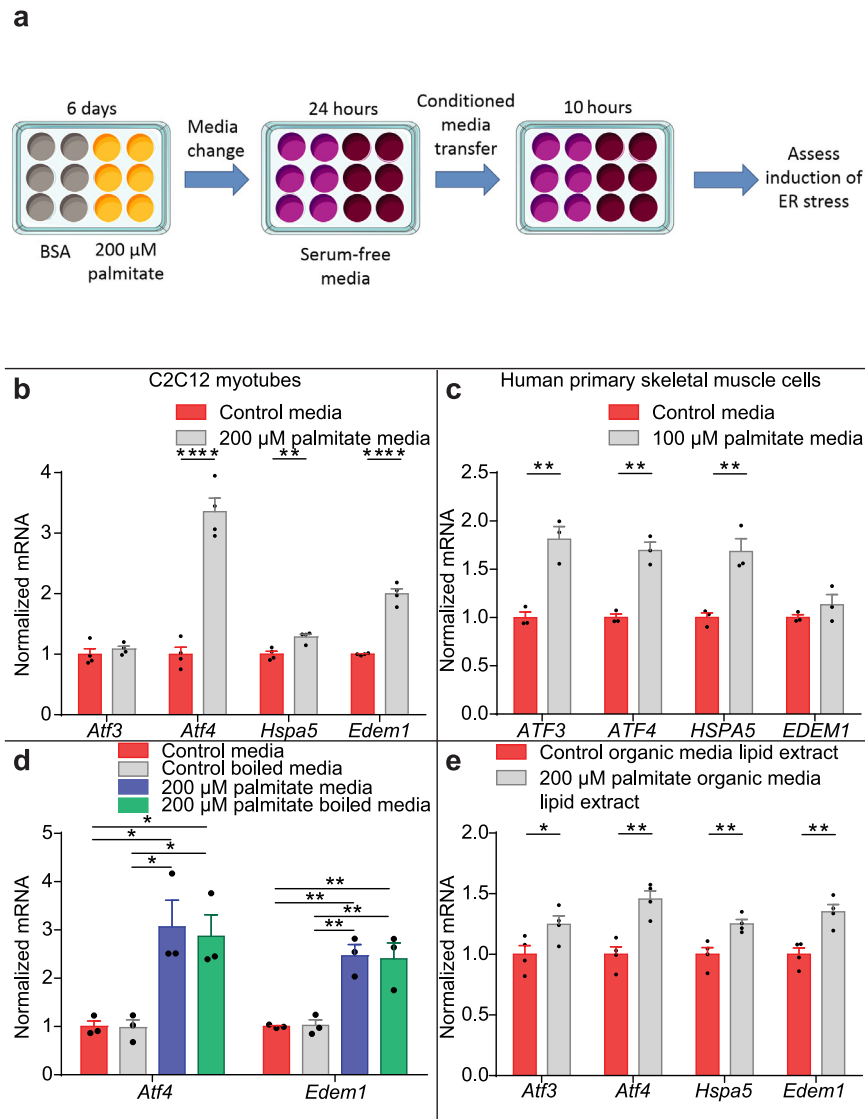 a
6 days
Media
change
24 hours
Conditioned
media
transfer
10 hours
Assess
induction of
ER stress
BSA
200 µM
palmitate
Serum-free
media
b
C2C12 myotubes
Control media
200 µM palmitate media
****
**
****
Normalized mRNA
4
3
2
1
0
Atf3
Atf4
Hspa5
Edem1
c
Human primary skeletal muscle cells
Control media
100 µM palmitate media
**
**
**
Normalized mRNA
2.5
2.0
1.5
1.0
0.5
0
ATF3
ATF4
HSPA5
EDEM1
d
Control media
Control boiled media
200 µM palmitate media
200 µM palmitate boiled media
*
*
*
*
**
**
**
**
Normalized mRNA
5
4
3
2
1
0
Atf4
Edem1
e
Control organic media lipid extract
200 µM palmitate organic media
lipid extract
*
**
**
**
Normalized mRNA
2.0
1.5
1.0
0.5
0
Atf3
Atf4
Hspa5
Edem1